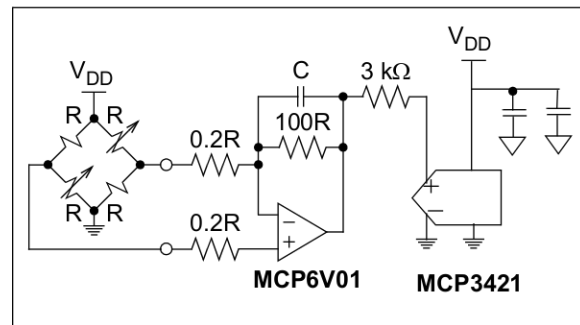 V_DD
R R
R R
0.2R
0.2R
C
100R
3 kΩ
−
+
MCP6V01
V_DD
+
−
MCP3421